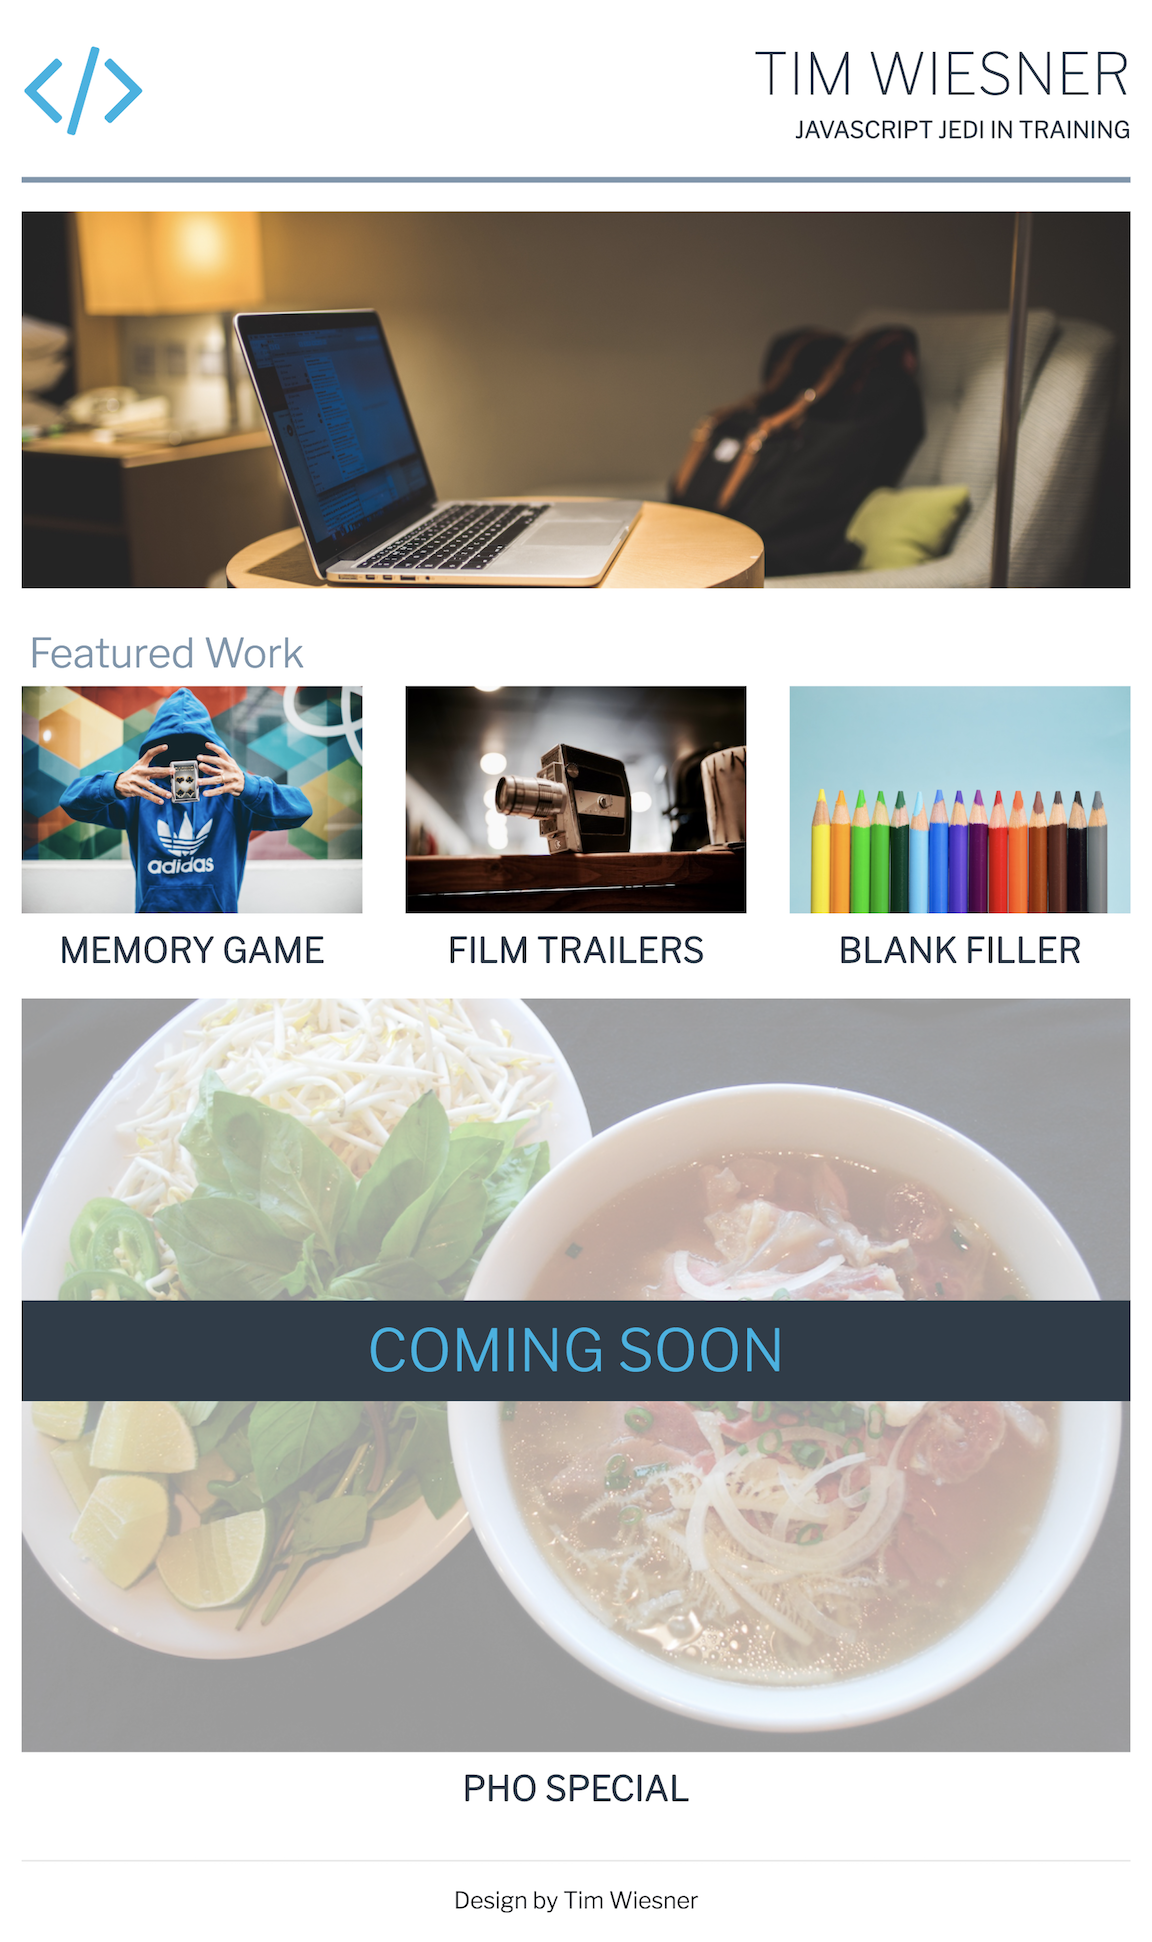 </>
TIM WIESNER
JAVASCRIPT JEDI IN TRAINING
Featured Work
adidas
MEMORY GAME
FILM TRAILERS
BLANK FILLER
COMING SOON
PHO SPECIAL
Design by Tim Wiesner